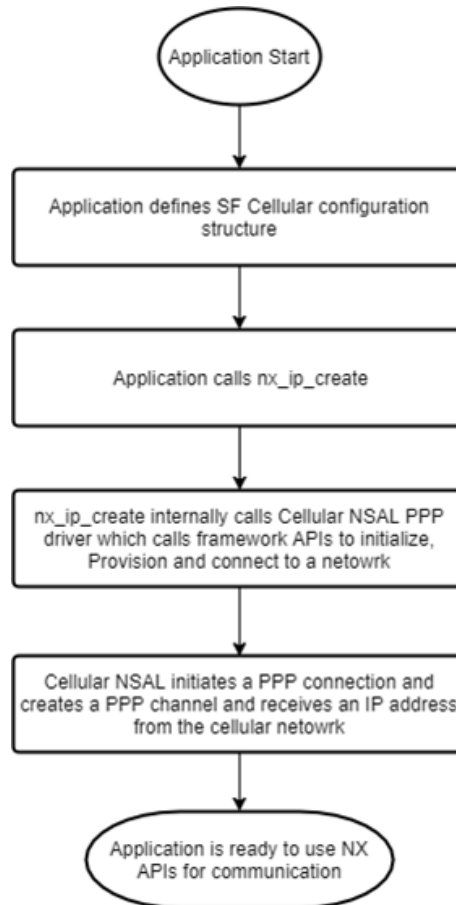 Application Start
Application defines SF Cellular configuration
structure
Application calls nx_ip_create
nx_ip_create internally calls Cellular NSAL PPP
driver which calls framework APIs to initialize,
Provision and connect to a netowrk
Cellular NSAL initiates a PPP connection and
creates a PPP channel and receives an IP address
from the cellular netowrk
Application is ready to use NX
APIs for communication